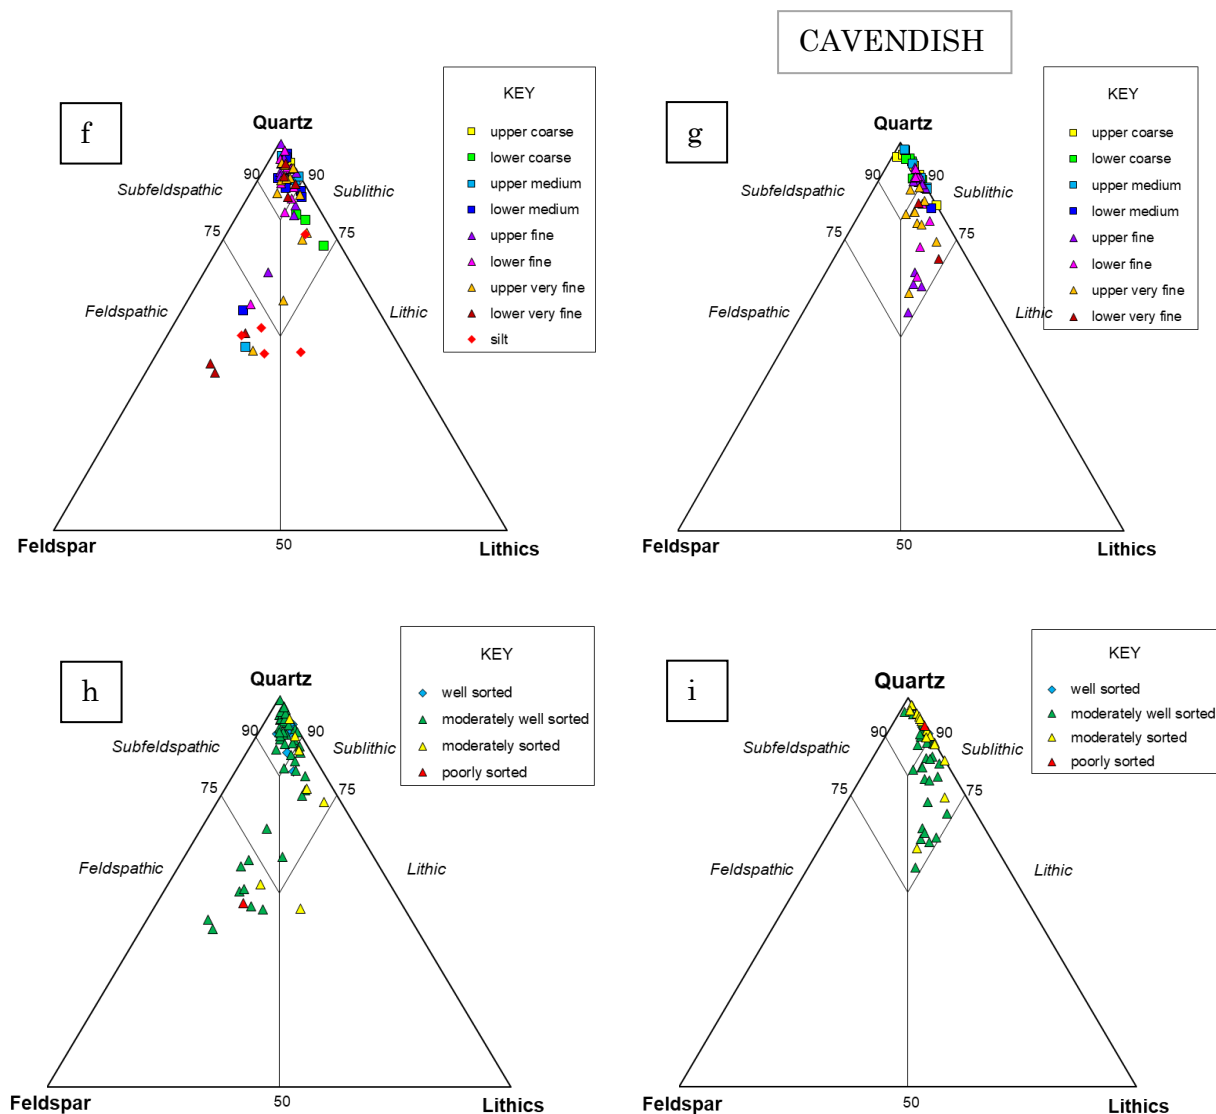 CAVENDISH
f
KEY
upper coarse
lower coarse
upper medium
lower medium
upper fine
lower fine
upper very fine
lower very fine
silt
Quartz
90
90
Subfeldspathic
Sublithic
75
75
Feldspathic
Lithic
50
Feldspar
Lithics
g
KEY
upper coarse
lower coarse
upper medium
lower medium
upper fine
lower fine
upper very fine
lower very fine
Quartz
90
90
Subfeldspathic
Sublithic
75
75
Feldspathic
Lithic
50
Feldspar
Lithics
h
KEY
well sorted
moderately well sorted
moderately sorted
poorly sorted
Quartz
90
90
Subfeldspathic
Sublithic
75
75
Feldspathic
Lithic
50
Feldspar
Lithics
i
KEY
well sorted
moderately well sorted
moderately sorted
poorly sorted
Quartz
90
90
Subfeldspathic
Sublithic
75
75
Feldspathic
Lithic
50
Feldspar
Lithics